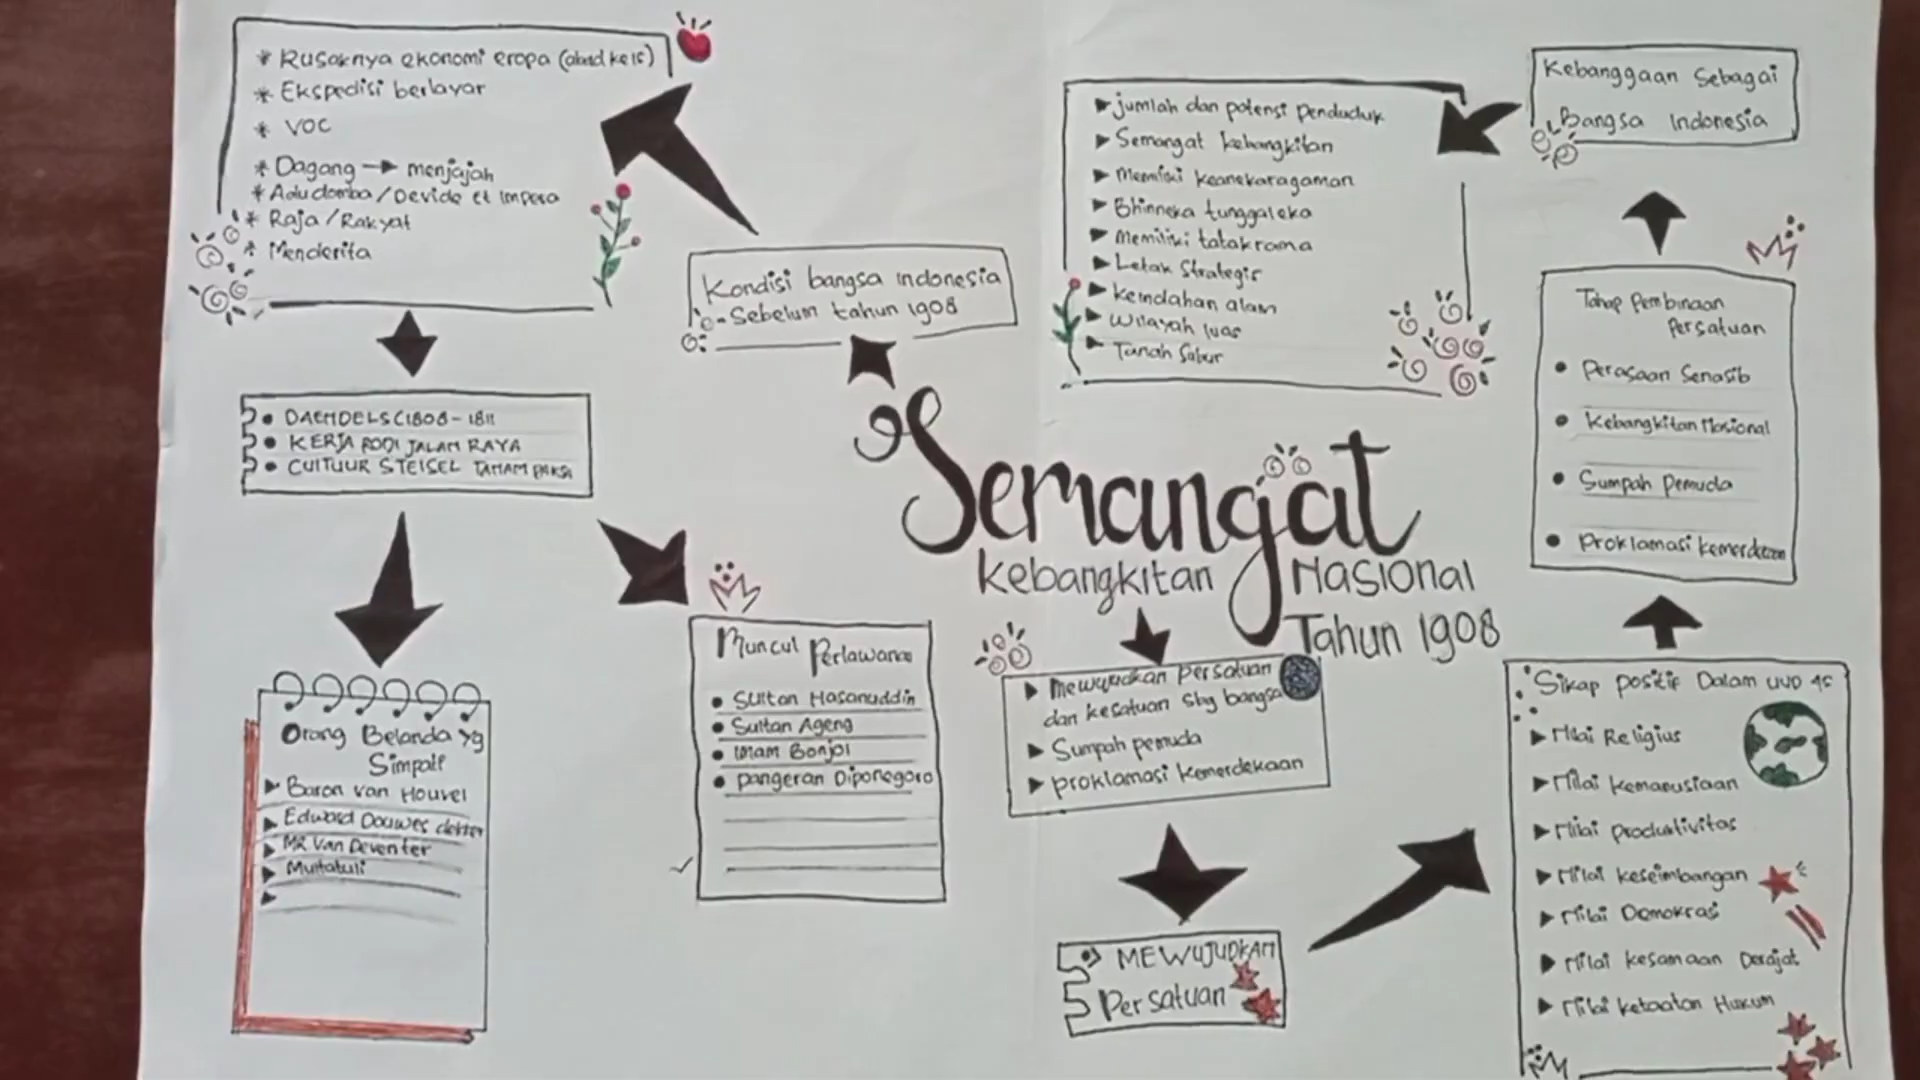 Semangat
Kebangkitan Nasional
Tahun 1908
Kondisi bangsa indonesia
Sebelum tahun 1908
* Rusaknya ekonomi eropa (abad ke 15)
* Ekspedisi berlayar
* VOC
* Dagang → menjajah
* Adu domba / Devide et Impera
* Raja / Rakyat
* Menderita
• DAENDELS (1808 - 1811
• KERJA RODI JALAN RAYA
• CULTUUR STEISEL TANAM PAKSA
Orang Belanda yg
Simpati
Baron van Houvel
Edward Douwes dekker
MR Van Deventer
Multatuli
Muncul Perlawanan
• Sultan Hasanuddin
• Sultan Ageng
• Imam Bonjol
• Pangeran Diponegoro
Mewujudkan Persatuan
dan kesatuan sbg bangsa
Sumpah pemuda
proklamasi kemerdekaan
MEWUJUDKAN
Persatuan
Sikap positif Dalam UUD 45
Nilai Religius
Nilai kemanusiaan
Nilai produktivitas
Nilai keseimbangan
Nilai Demokrasi
Nilai kesamaan Derajat
Nilai ketaatan Hukum
Tahap Pembinaan
Persatuan
• Perasaan Senasib
• Kebangkitan Nasional
• Sumpah pemuda
• Proklamasi kemerdekaan
Kebanggaan Sebagai
Bangsa Indonesia
jumlah dan potensi penduduk
Semangat kebangkitan
Memiliki keanekaragaman
Bhinneka tunggal eka
Memiliki tatakrama
Letak Strategis
keindahan alam
Wilayah luas
Tanah Subur